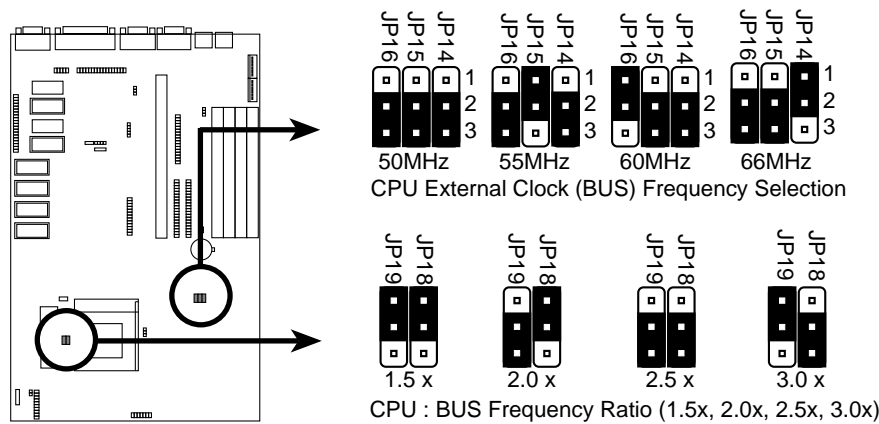 JP16 JP15 JP14 JP16 JP15 JP14 JP16 JP15 JP14 JP16 JP15 JP14
1 1 1 1
2 2 2 2
3 3 3 3
50MHz 55MHz 60MHz 66MHz
CPU External Clock (BUS) Frequency Selection
JP19 JP18 JP19 JP18 JP19 JP18 JP19 JP18
1.5 x 2.0 x 2.5 x 3.0 x
CPU : BUS Frequency Ratio (1.5x, 2.0x, 2.5x, 3.0x)